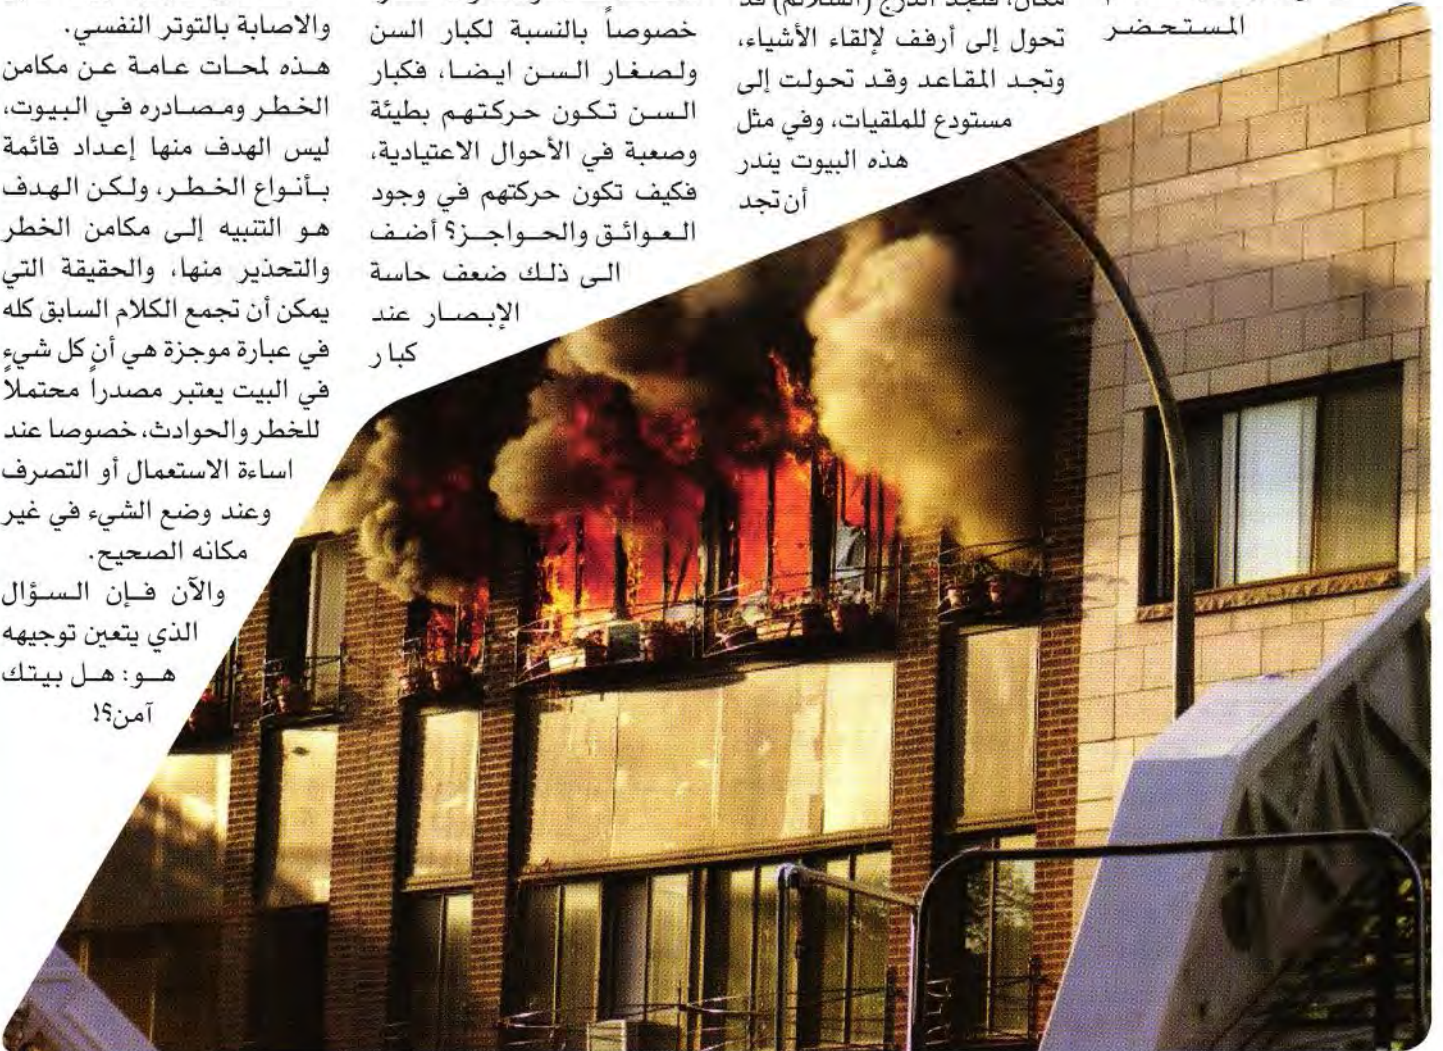 المستحضر
مكان، فتجد الدرج (السلالم) قد
تحول إلى أرفف لإلقاء الأشياء،
وتجد المقاعد وقد تحولت إلى
مستودع للملقيات، وفي مثل
هذه البيوت يندر
أن تجد
خصوصاً بالنسبة لكبار السن
ولصغار السن ايضا، فكبار
السن تكون حركتهم بطيئة
وصعبة في الأحوال الاعتيادية،
فكيف تكون حركتهم في وجود
العوائق والحواجز؟ أضف
الى ذلك ضعف حاسة
الإبصار عند
كبار
والاصابة بالتوتر النفسي.
هذه لمحات عامة عن مكامن
الخطر ومصادره في البيوت،
ليس الهدف منها إعداد قائمة
بأنواع الخطر، ولكن الهدف
هو التنبيه إلى مكامن الخطر
والتحذير منها، والحقيقة التي
يمكن أن تجمع الكلام السابق كله
في عبارة موجزة هي أن كل شيءٍ
في البيت يعتبر مصدراً محتملاً
للخطر والحوادث، خصوصا عند
اساءة الاستعمال أو التصرف
وعند وضع الشيء في غير
مكانه الصحيح.
والآن فإن السؤال
الذي يتعين توجيهه
هو: هل بيتك
آمن؟!